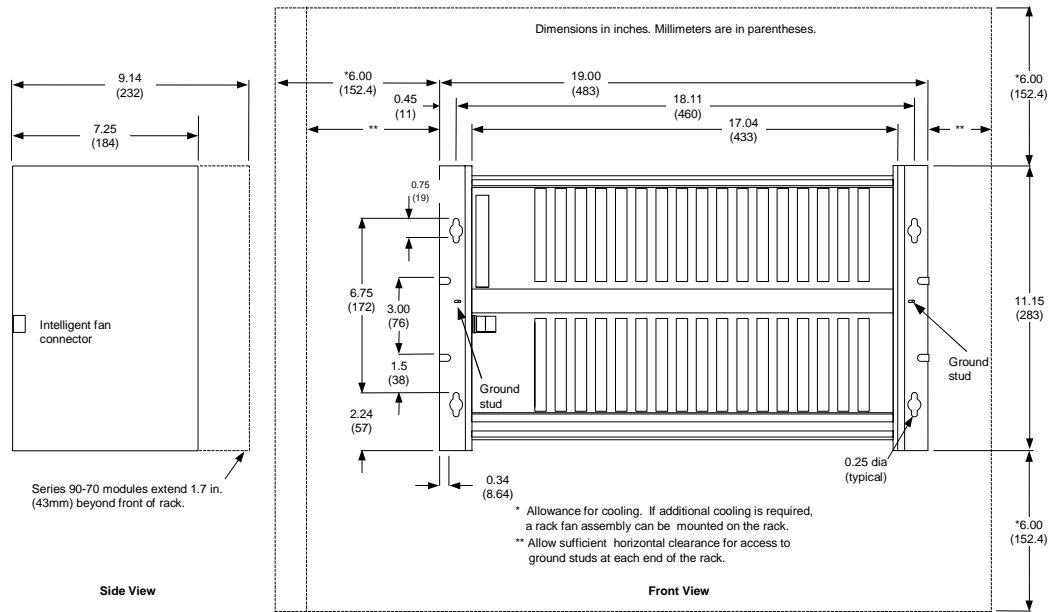 Dimensions in inches. Millimeters are in parentheses.
9.14
(232)
7.25
(184)
*6.00
(152.4)
19.00
(483)
*6.00
(152.4)
0.45
(11)
18.11
(460)
**
17.04
(433)
**
0.75
(19)
6.75
(172)
3.00
(76)
11.15
(283)
Intelligent fan
connector
1.5
(38)
Ground
stud
Ground
stud
2.24
(57)
0.25 dia
(typical)
0.34
(8.64)
Series 90-70 modules extend 1.7 in.
(43mm) beyond front of rack.
* Allowance for cooling. If additional cooling is required,
a rack fan assembly can be mounted on the rack.
** Allow sufficient horizontal clearance for access to
ground studs at each end of the rack.
*6.00
(152.4)
Side View
Front View